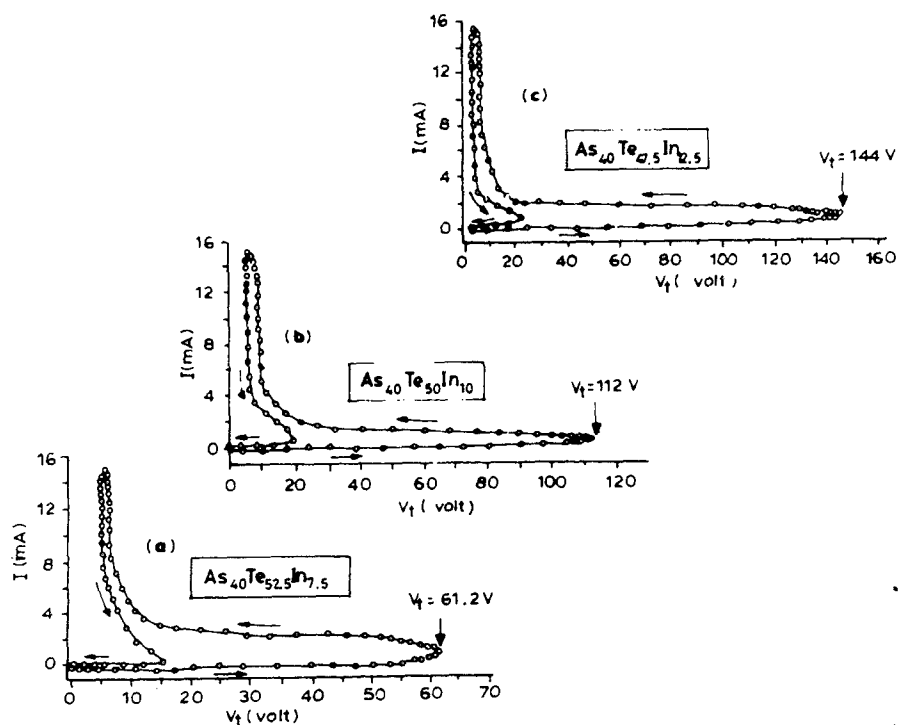 16
12
8
4
0
I (mA)
(c)
As40Te47.5In12.5
Vt=144 V
0 20 40 60 80 100 120 140 160
Vt( volt)
16
12
8
4
0
I(mA)
(b)
As40Te50In10
Vt=112 V
0 20 40 60 80 100 120
Vt( volt)
16
12
8
4
0
I (mA)
(a)
As40Te52.5In7.5
Vt=61.2V
0 10 20 30 40 50 60 70
Vt(volt)